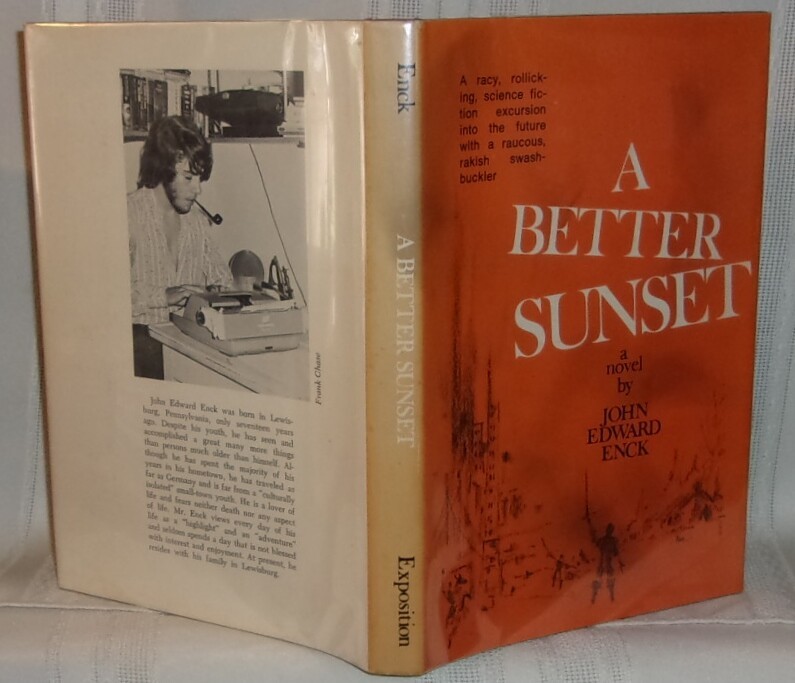 John Edward Enck was born in Lewis-
burg, Pennsylvania, only seventeen years
ago. Despite his youth, he has seen and
accomplished a great many more things
than persons much older than himself. Al-
though he has spent the majority of his
years in his hometown, he has traveled as
far as Germany and is far from a "culturally
isolated" small-town youth. He is a lover of
life and fears neither death nor any aspect
of life. Mr. Enck views every day of his
life as a "highlight" and an "adventure"
and seldom spends a day that is not blessed
with interest and enjoyment. At present, he
resides with his family in Lewisburg.
Frank Chase
Enck
A BETTER SUNSET
Exposition
A racy, rollick-
ing, science fic-
tion excursion
into the future
with a raucous,
rakish swash-
buckler
A
BETTER
SUNSET
a
novel
by
JOHN
EDWARD
ENCK